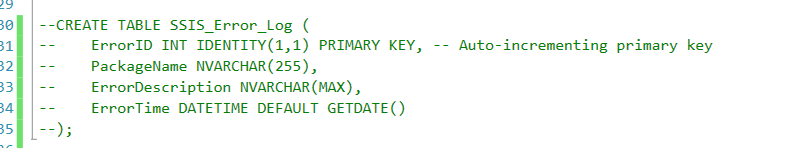 29
30 --CREATE TABLE SSIS_Error_Log (
31 --    ErrorID INT IDENTITY(1,1) PRIMARY KEY, -- Auto-incrementing primary key
32 --    PackageName NVARCHAR(255),
33 --    ErrorDescription NVARCHAR(MAX),
34 --    ErrorTime DATETIME DEFAULT GETDATE()
35 --);